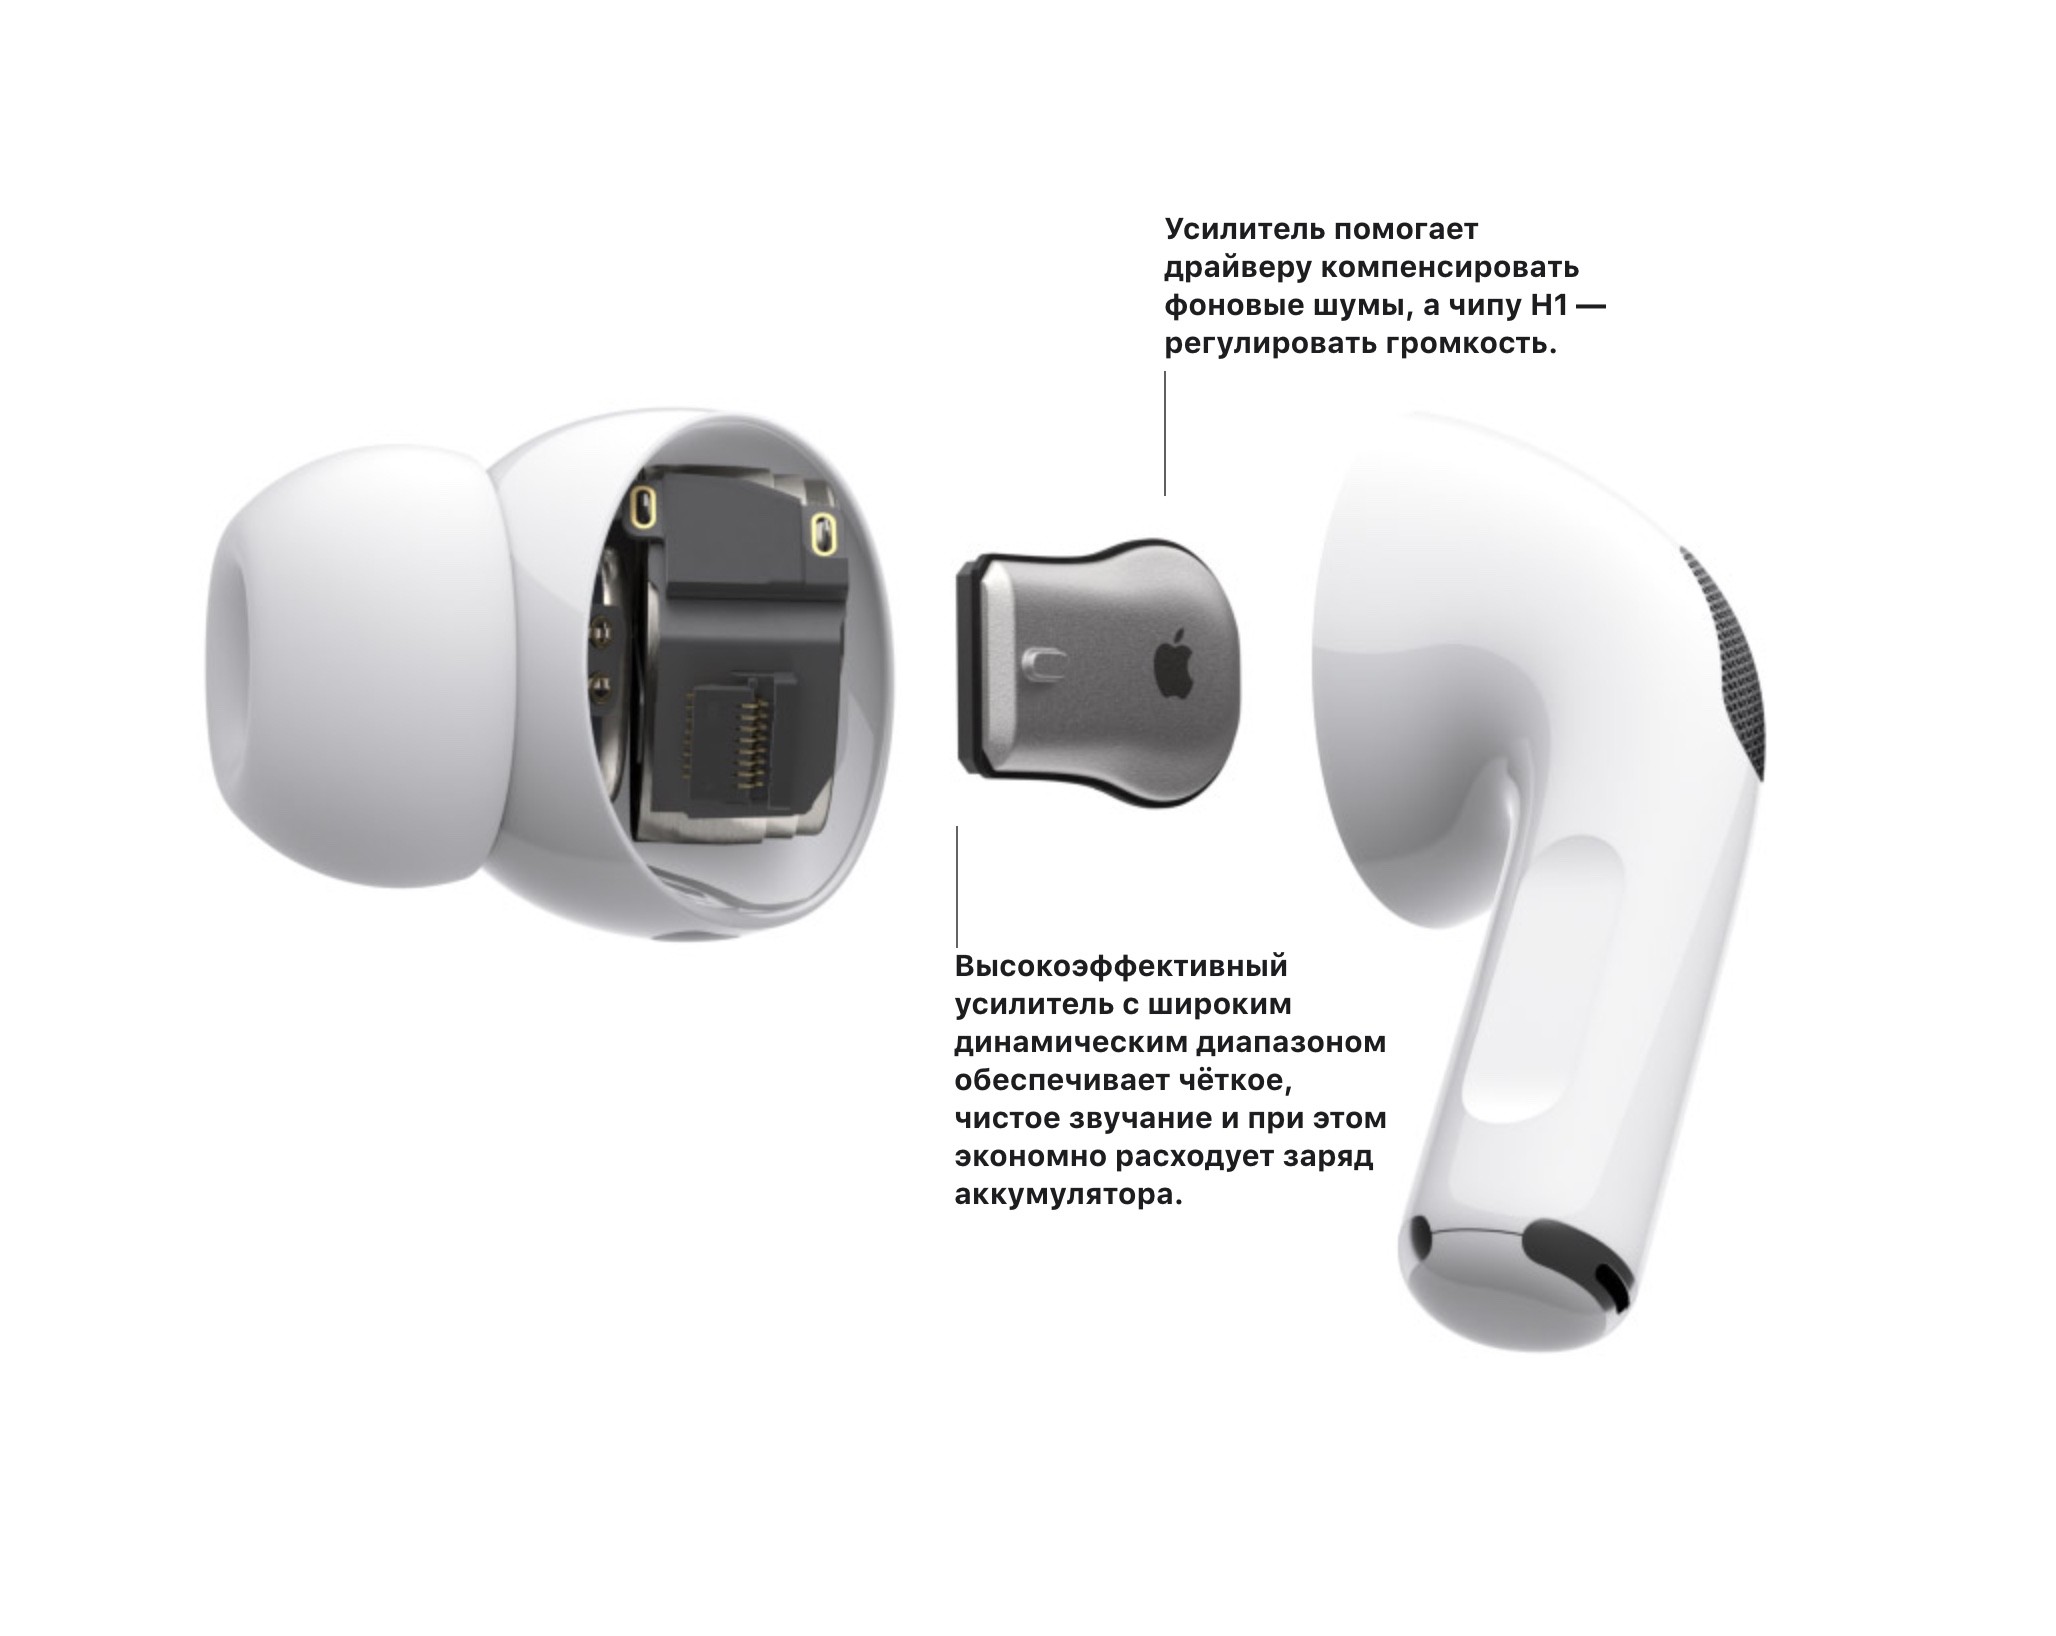 Усилитель помогает
драйверу компенсировать
фоновые шумы, а чипу H1 —
регулировать громкость.
Высокоэффективный
усилитель с широким
динамическим диапазоном
обеспечивает чёткое,
чистое звучание и при этом
экономно расходует заряд
аккумулятора.